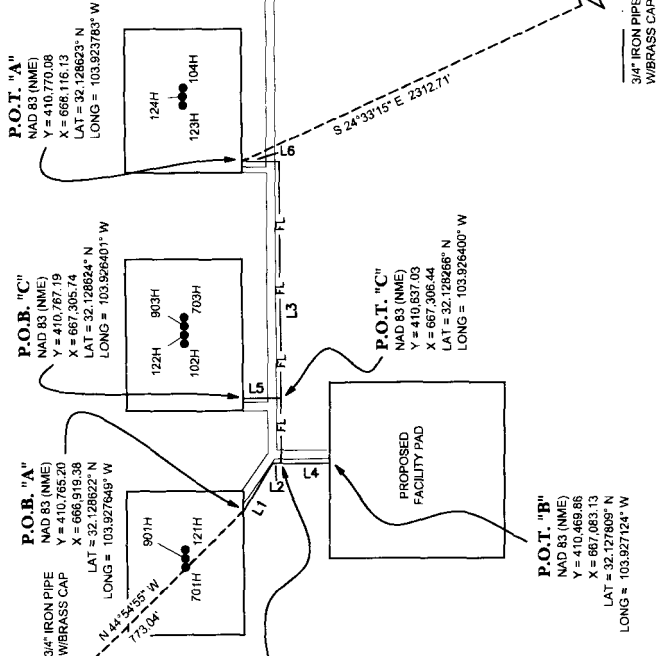 P.O.T. "A"
NAD 83 (NME)
Y = 410,770.08
X = 668,116.13
LAT = 32.128623° N
LONG = 103.923783° W
124H
104H
123H
L6
S 24°33'15" E 2312.71'
3/4" IRON PIPE
W/BRASS CAP
P.O.B. "C"
NAD 83 (NME)
Y = 410,767.19
X = 667,305.74
LAT = 32.128624° N
LONG = 103.926401° W
122H
903H
102H
703H
L5
FL
FL
FL
FL
L3
P.O.T. "C"
NAD 83 (NME)
Y = 410,637.03
X = 667,306.44
LAT = 32.128266° N
LONG = 103.926400° W
P.O.B. "A"
NAD 83 (NME)
Y = 410,765.20
X = 666,919.38
LAT = 32.128622° N
LONG = 103.927649° W
3/4" IRON PIPE
W/BRASS CAP
N 44°54'55" W
773.04'
901H
701H
121H
L1
L2
L4
PROPOSED
FACILITY PAD
P.O.T. "B"
NAD 83 (NME)
Y = 410,469.86
X = 667,083.13
LAT = 32.127809° N
LONG = 103.927124° W